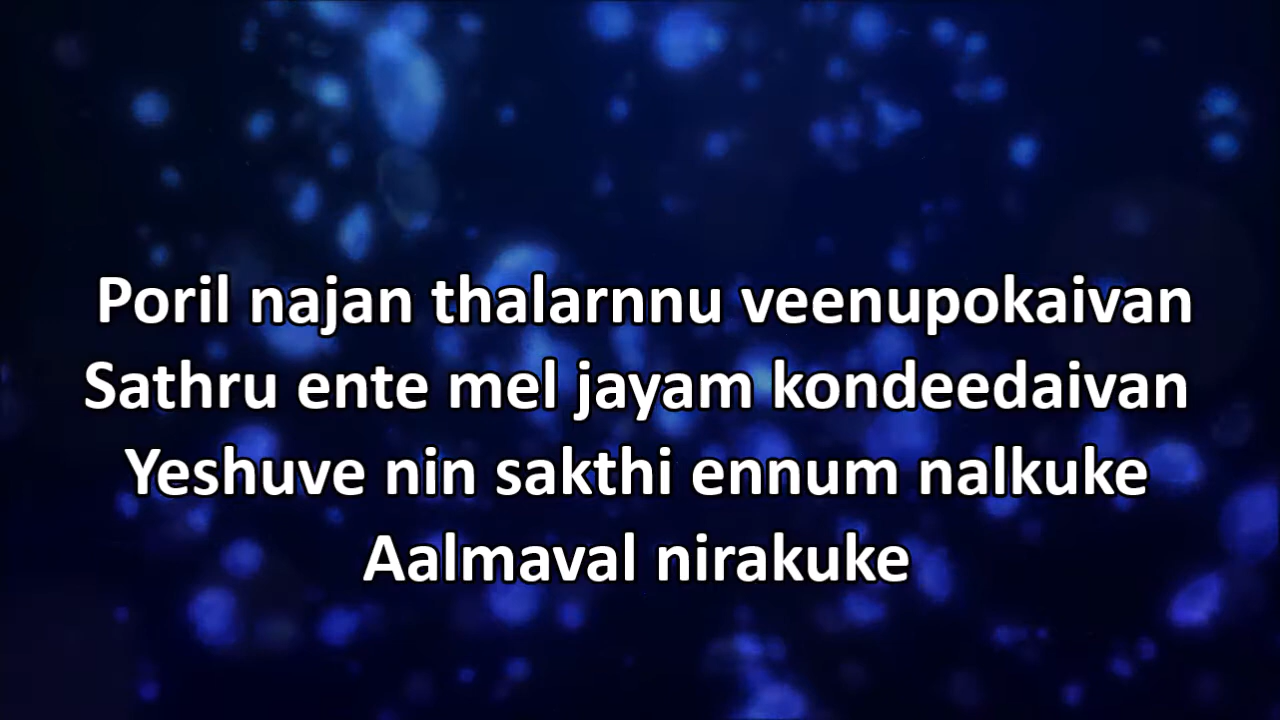 Poril najan thalarnnu veenupokaivan
Sathru ente mel jayam kondeedaivan
Yeshuve nin sakthi ennum nalkuke
Aalmaval nirakuke